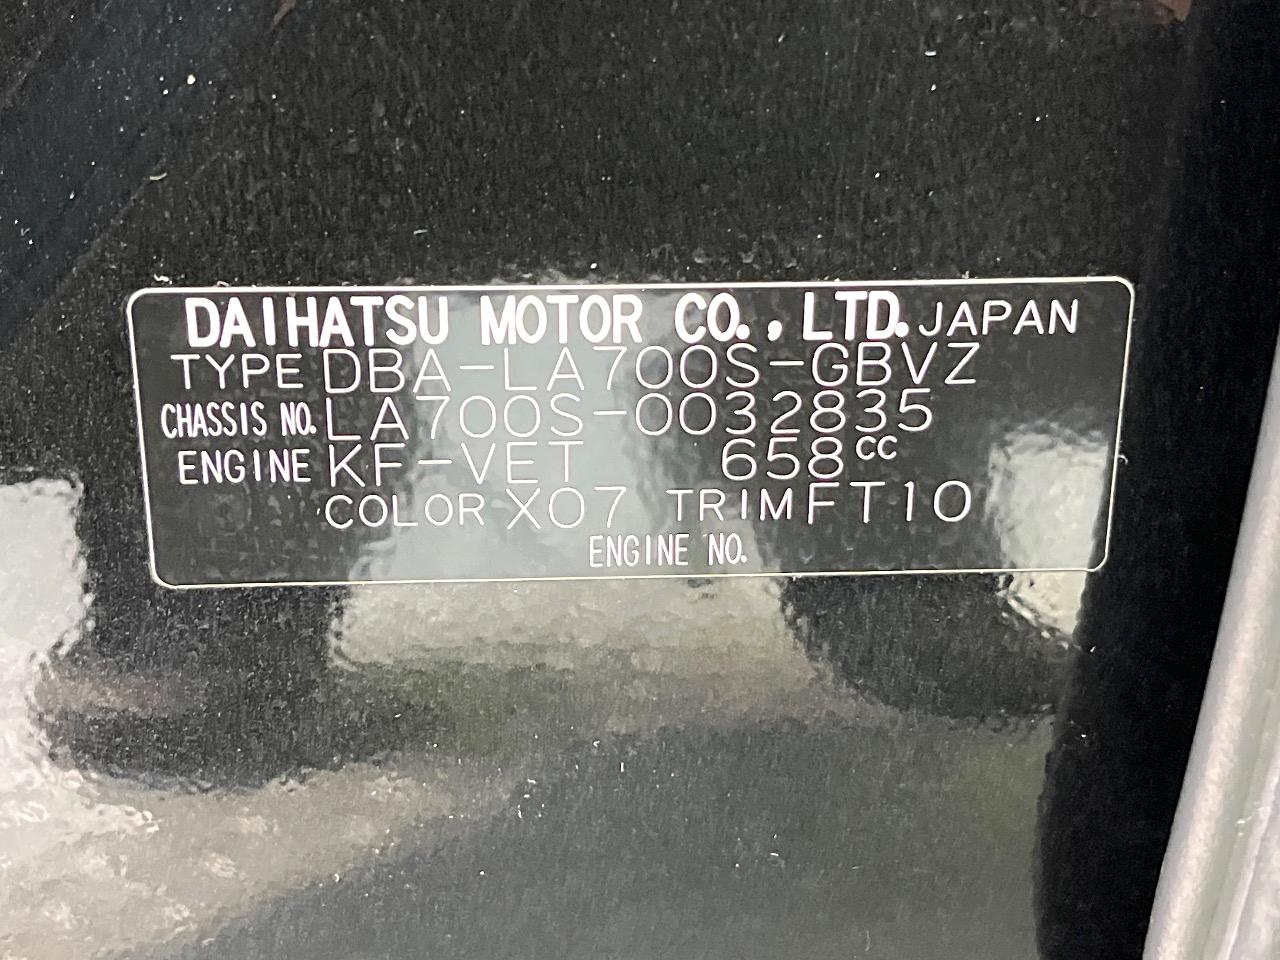 DAIHATSU MOTOR CO., LTD. JAPAN
TYPE DBA-LA700S-GBVZ
CHASSIS NO. LA700S-0032835
ENGINE KF-VET 658cc
COLOR X07 TRIM FT10
ENGINE NO.